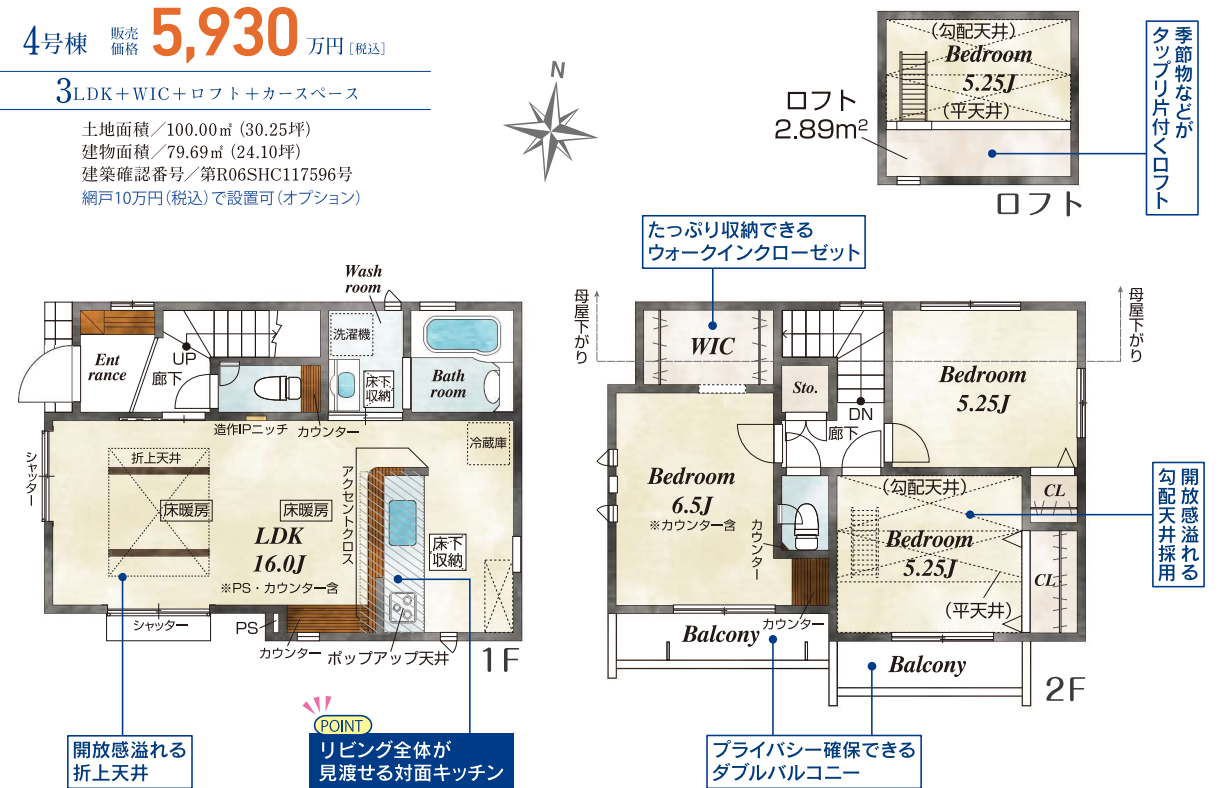 4号棟 販売価格 5,930万円［税込］
3LDK＋WIC＋ロフト＋カースペース
土地面積／100.00㎡（30.25坪）
建物面積／79.69㎡（24.10坪）
建築確認番号／第R06SHC117596号
網戸10万円（税込）で設置可（オプション）
N
ロフト
2.89m²
（勾配天井）
Bedroom
5.25J
（平天井）
ロフト
季節物などが
タップリ片付くロフト
たっぷり収納できる
ウォークインクローゼット
Wash
room
洗濯機
Ent
rance
UP
廊下
床下
収納
Bath
room
造作IPニッチ
カウンター
冷蔵庫
シャッター
折上天井
床暖房
床暖房
アクセントクロス
LDK
16.0J
※PS・カウンター含
床下
収納
シャッター
PS
カウンター
ポップアップ天井
1F
開放感溢れる
折上天井
POINT
リビング全体が
見渡せる対面キッチン
母屋下がり
母屋下がり
WIC
Sto.
DN
廊下
Bedroom
5.25J
Bedroom
6.5J
※カウンター含
カウンター
（勾配天井）
Bedroom
5.25J
（平天井）
CL
CL
カウンター
Balcony
Balcony
2F
開放感溢れる
勾配天井採用
プライバシー確保できる
ダブルバルコニー